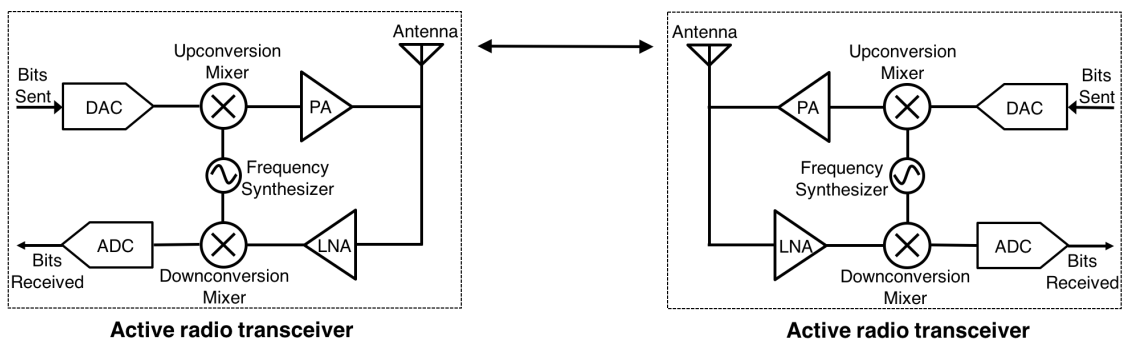 Antenna
Upconversion
Mixer
Bits
Sent
DAC
PA
Frequency
Synthesizer
ADC
LNA
Bits
Received
Downconversion
Mixer
Active radio transceiver
Antenna
Upconversion
Mixer
Bits
Sent
PA
DAC
Frequency
Synthesizer
LNA
ADC
Downconversion
Mixer
Bits
Received
Active radio transceiver